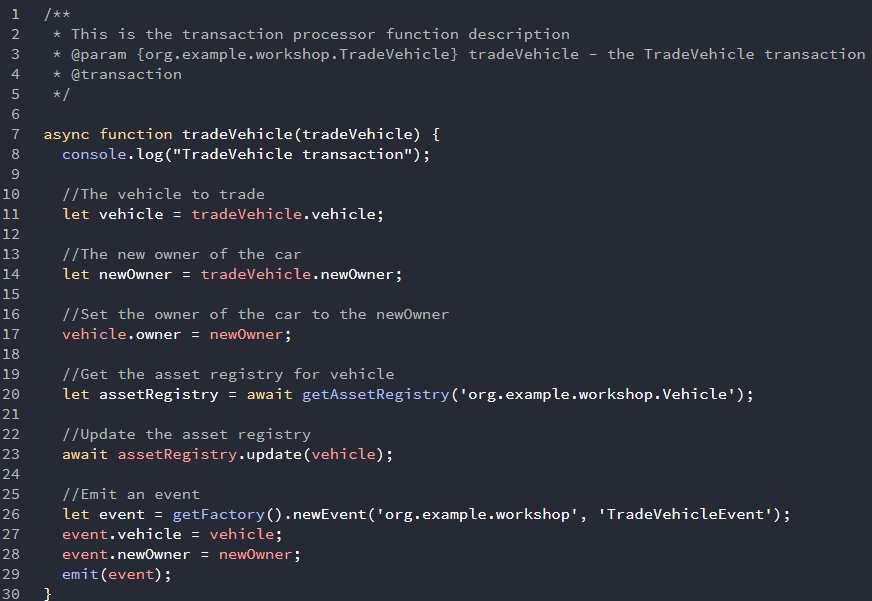 1 /**
2  * This is the transaction processor function description
3  * @param {org.example.workshop.TradeVehicle} tradeVehicle - the TradeVehicle transaction
4  * @transaction
5  */
6
7 async function tradeVehicle(tradeVehicle) {
8   console.log("TradeVehicle transaction");
9
10   //The vehicle to trade
11   let vehicle = tradeVehicle.vehicle;
12
13   //The new owner of the car
14   let newOwner = tradeVehicle.newOwner;
15
16   //Set the owner of the car to the newOwner
17   vehicle.owner = newOwner;
18
19   //Get the asset registry for vehicle
20   let assetRegistry = await getAssetRegistry('org.example.workshop.Vehicle');
21
22   //Update the asset registry
23   await assetRegistry.update(vehicle);
24
25   //Emit an event
26   let event = getFactory().newEvent('org.example.workshop', 'TradeVehicleEvent');
27   event.vehicle = vehicle;
28   event.newOwner = newOwner;
29   emit(event);
30 }